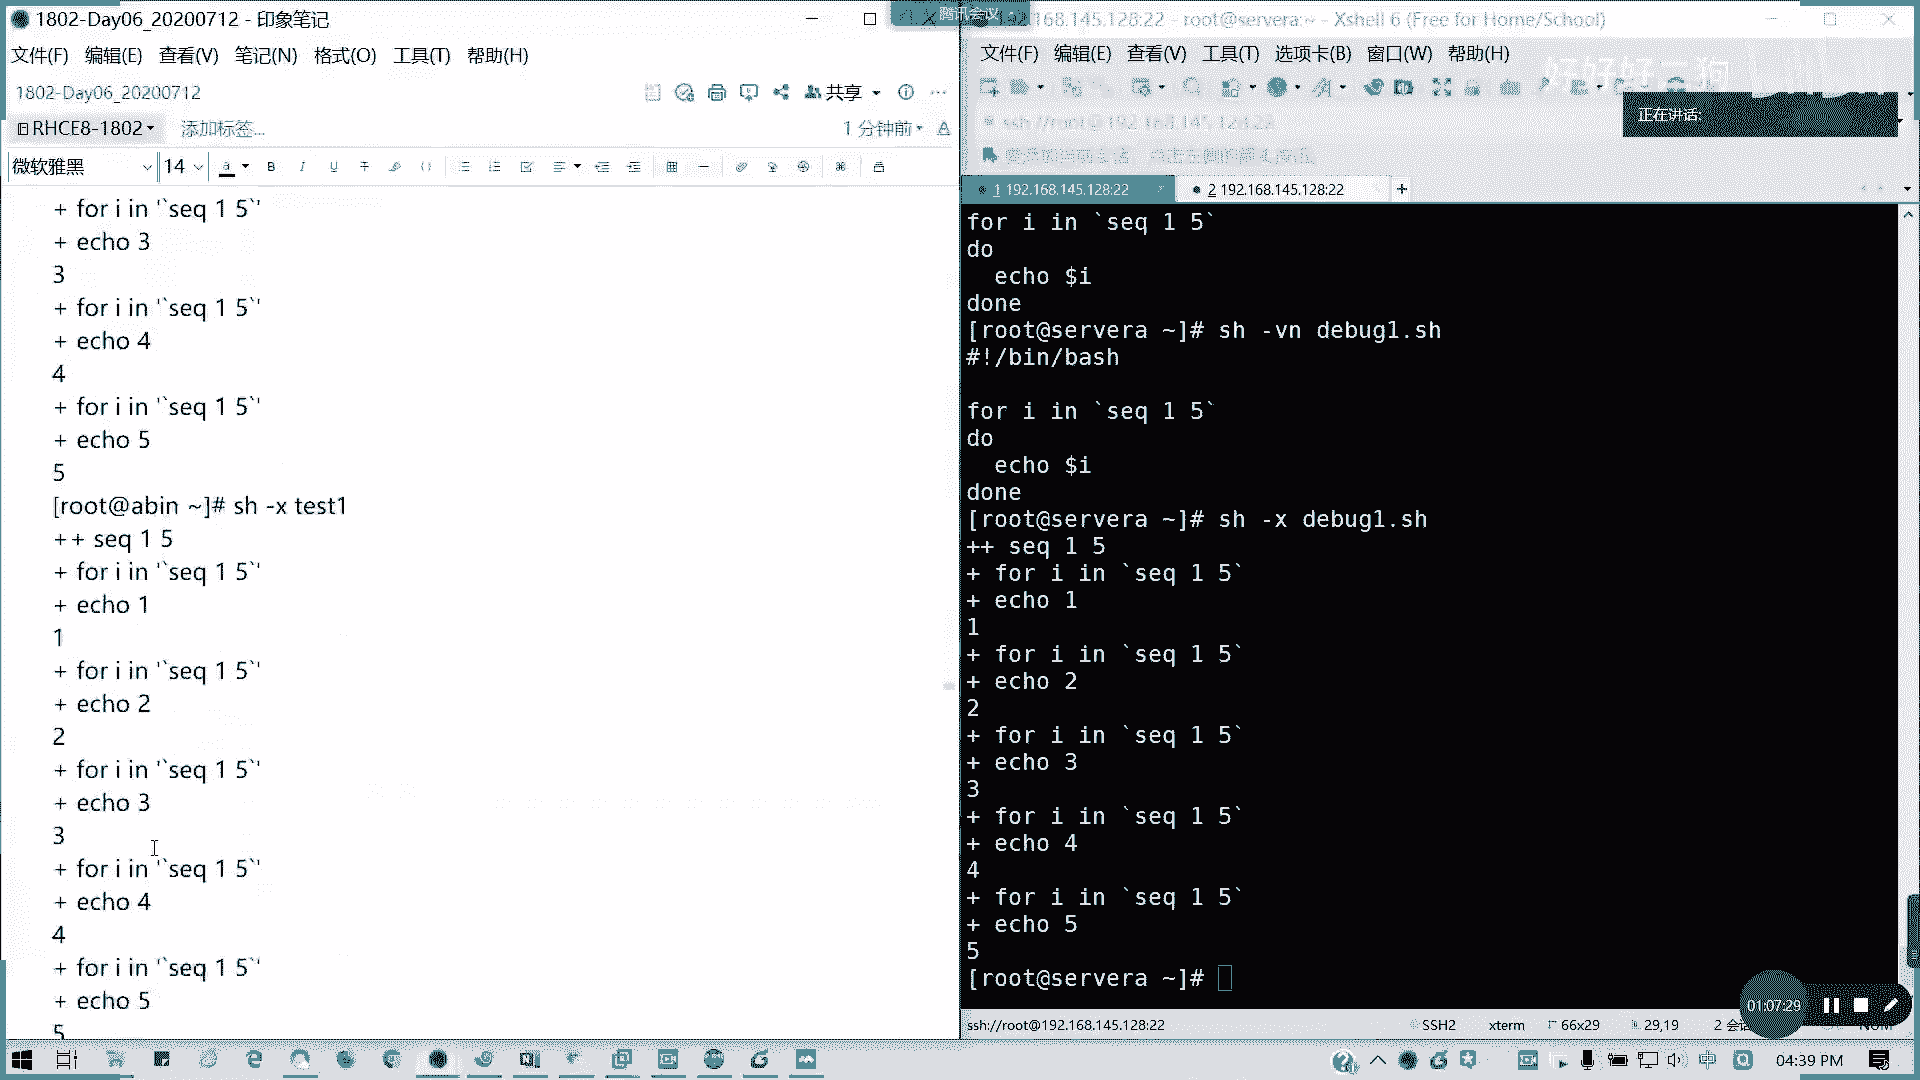 1802-Day06_20200712 - 印象笔记
文件(F) 编辑(E) 查看(V) 笔记(N) 格式(O) 工具(T) 帮助(H)
1802-Day06_20200712
共享
RHCE8-1802 添加标签...
1 分钟前
微软雅黑 14
+ for i in '`seq 1 5`'
+ echo 3
3
+ for i in '`seq 1 5`'
+ echo 4
4
+ for i in '`seq 1 5`'
+ echo 5
5
[root@abin ~]# sh -x test1
++ seq 1 5
+ for i in '`seq 1 5`'
+ echo 1
1
+ for i in '`seq 1 5`'
+ echo 2
2
+ for i in '`seq 1 5`'
+ echo 3
3
+ for i in '`seq 1 5`'
+ echo 4
4
+ for i in '`seq 1 5`'
+ echo 5
5
腾讯会议
192.168.145.128:22 - root@servera:~ - Xshell 6 (Free for Home/School)
文件(F) 编辑(E) 查看(V) 工具(T) 选项卡(B) 窗口(W) 帮助(H)
正在讲话:
ssh://root@192.168.145.128:22
1 192.168.145.128:22
2 192.168.145.128:22
for i in `seq 1 5`
do
  echo $i
done
[root@servera ~]# sh -vn debug1.sh
#!/bin/bash

for i in `seq 1 5`
do
  echo $i
done
[root@servera ~]# sh -x debug1.sh
++ seq 1 5
+ for i in `seq 1 5`
+ echo 1
1
+ for i in `seq 1 5`
+ echo 2
2
+ for i in `seq 1 5`
+ echo 3
3
+ for i in `seq 1 5`
+ echo 4
4
+ for i in `seq 1 5`
+ echo 5
5
[root@servera ~]#
01:07:29
ssh://root@192.168.145.128:22 SSH2 xterm 66x29 29,19 2 会 NUM
中 04:39 PM